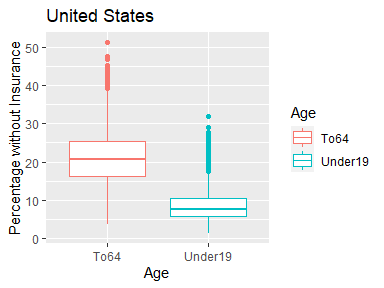 United States
Percentage without Insurance
50
40
30
20
10
0
To64
Under19
Age
Age
To64
Under19